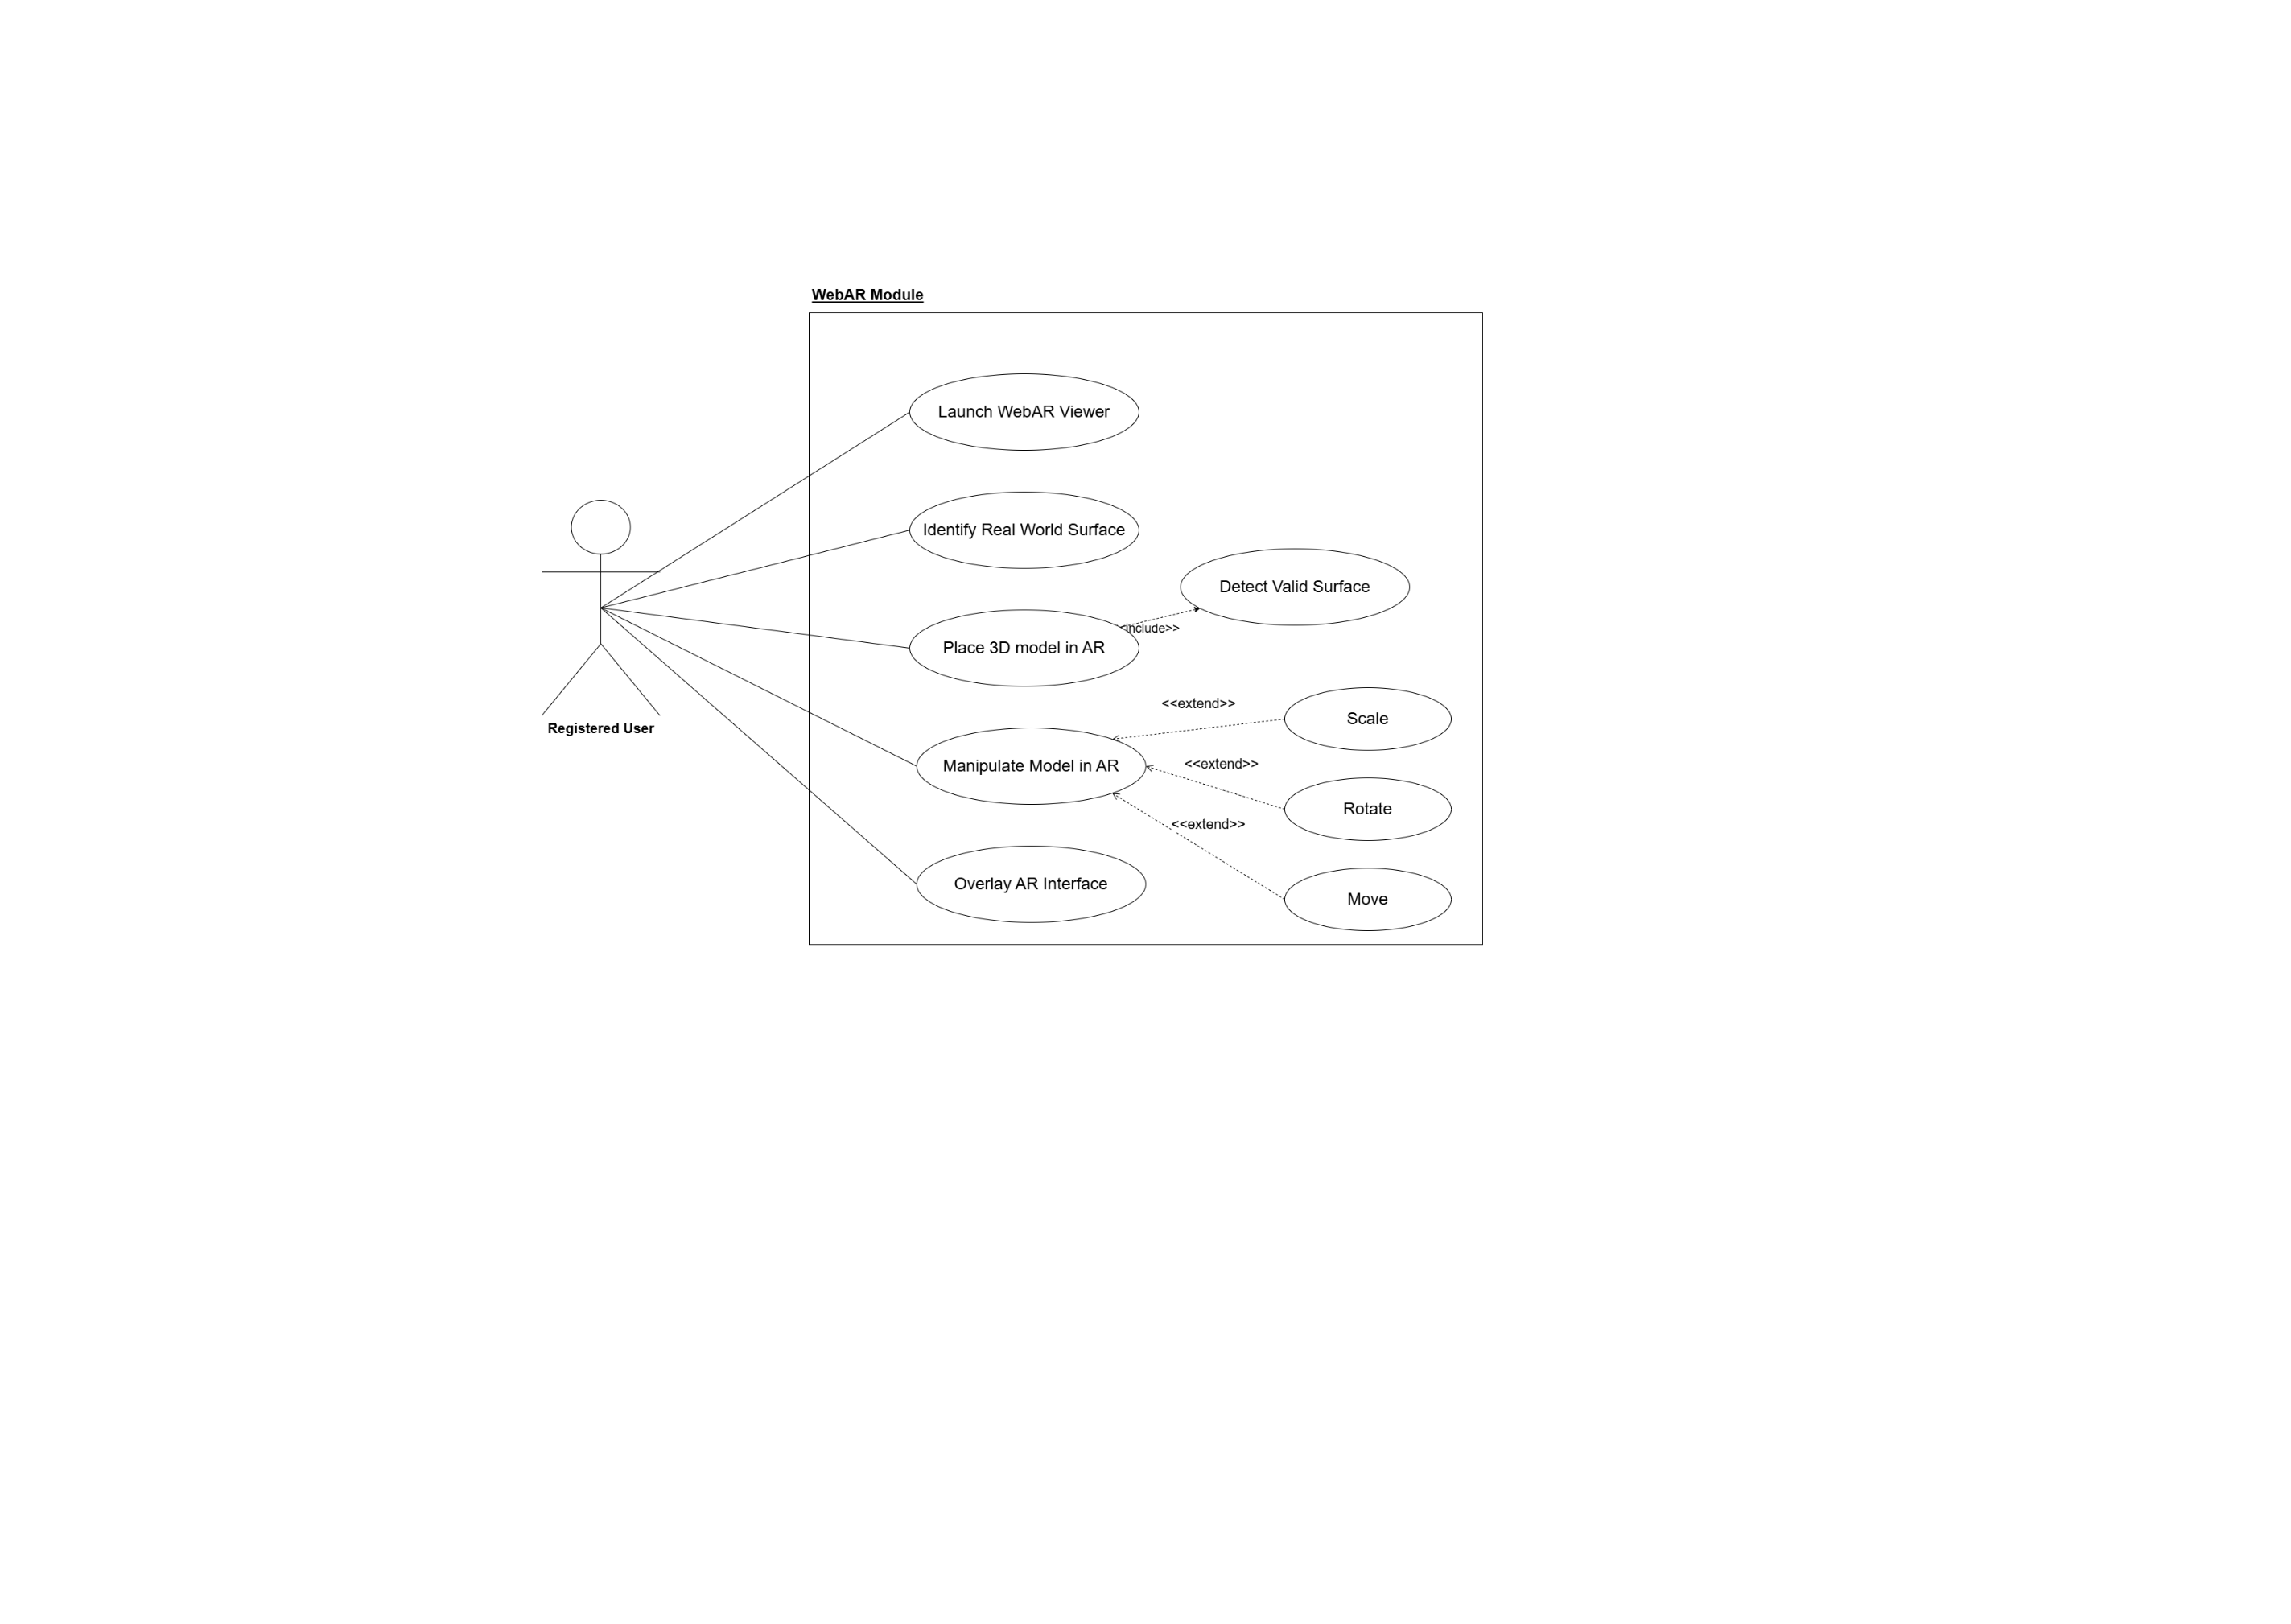 WebAR Module
Launch WebAR Viewer
Identify Real World Surface
Detect Valid Surface
<include>>
Place 3D model in AR
<<extend>>
Scale
Registered User
Manipulate Model in AR
<<extend>>
Rotate
<<extend>>
Overlay AR Interface
Move